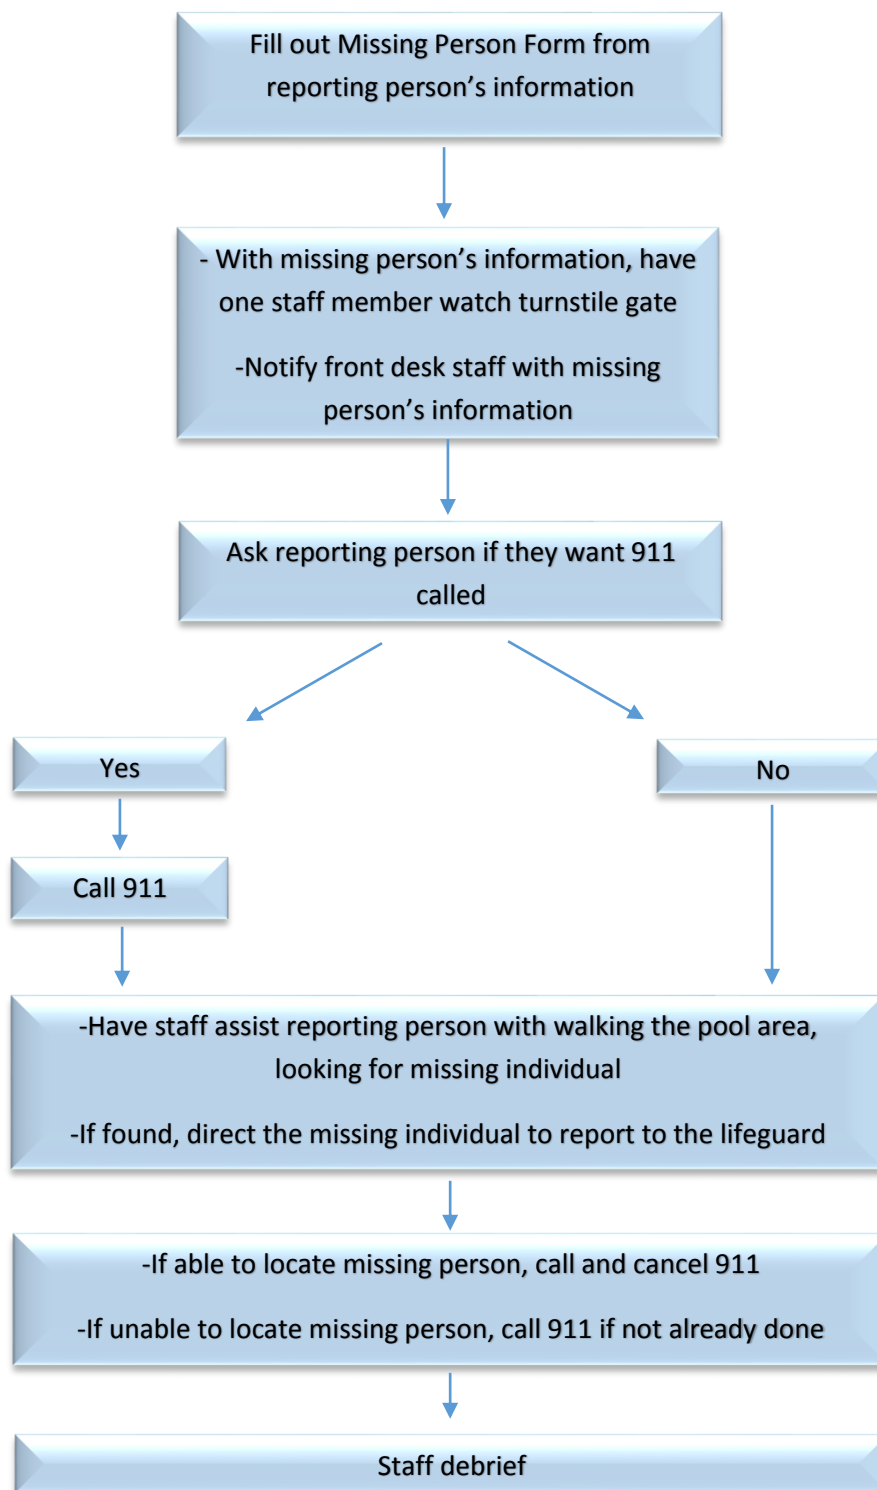 Fill out Missing Person Form from
reporting person’s information
- With missing person’s information, have
one staff member watch turnstile gate
-Notify front desk staff with missing
person’s information
Ask reporting person if they want 911
called
Yes
No
Call 911
-Have staff assist reporting person with walking the pool area,
looking for missing individual
-If found, direct the missing individual to report to the lifeguard
-If able to locate missing person, call and cancel 911
-If unable to locate missing person, call 911 if not already done
Staff debrief